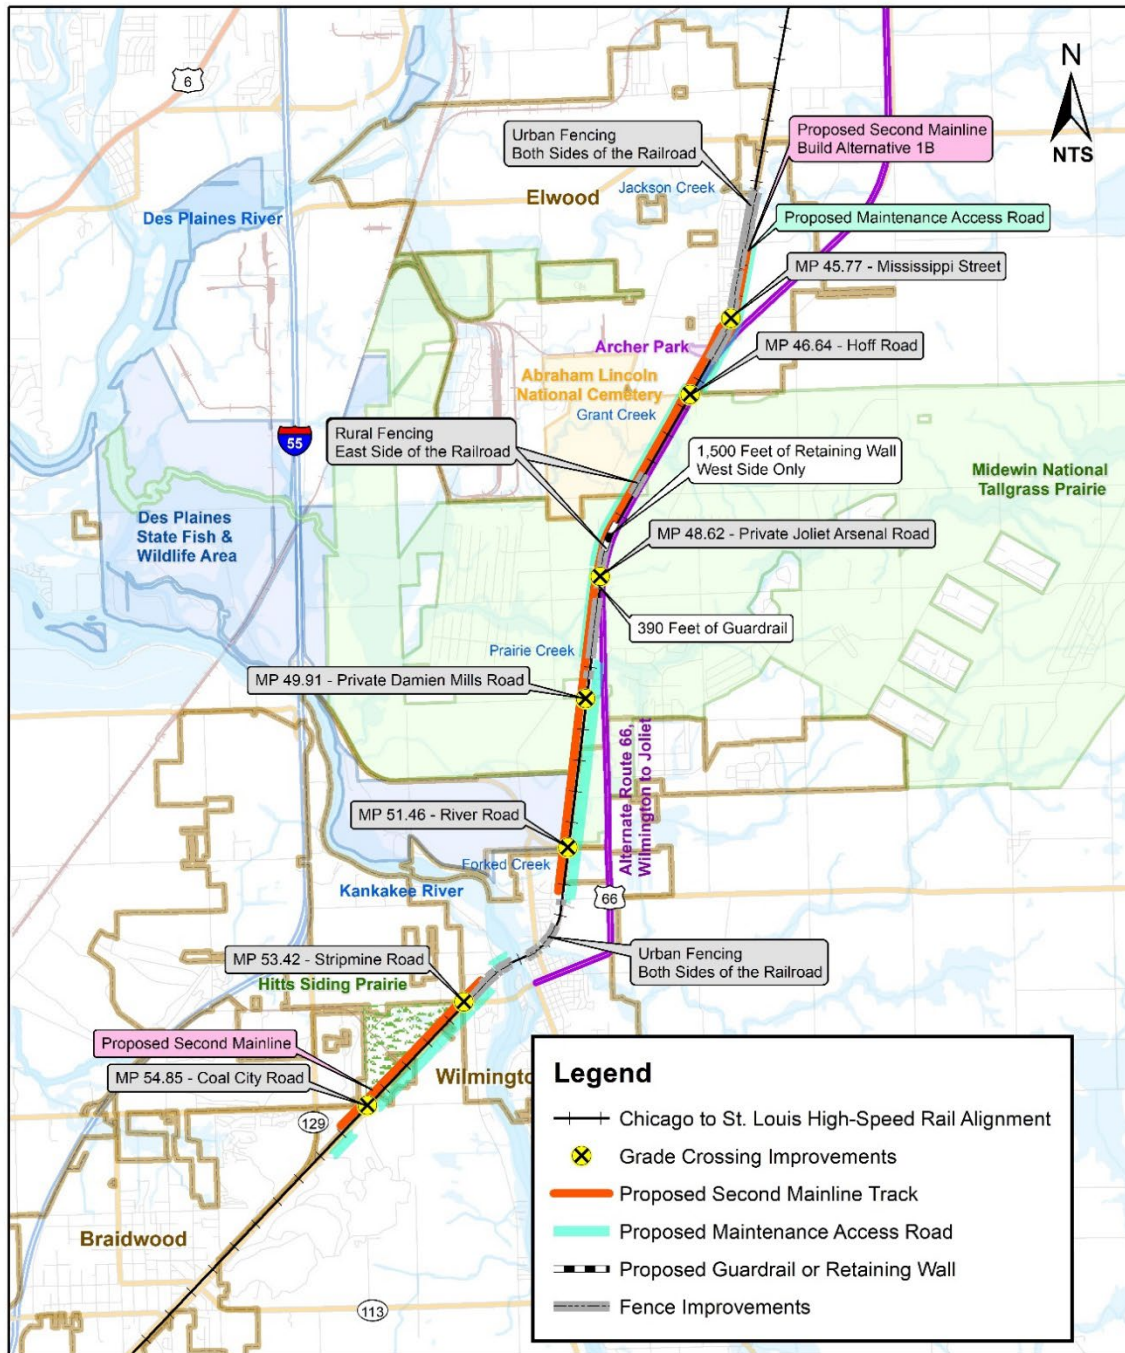 6
N
NTS
Urban Fencing
Both Sides of the Railroad
Proposed Second Mainline
Build Alternative 1B
Jackson Creek
Elwood
Des Plaines River
Proposed Maintenance Access Road
MP 45.77 - Mississippi Street
Archer Park
MP 46.64 - Hoff Road
Abraham Lincoln
National Cemetery
Grant Creek
Rural Fencing
East Side of the Railroad
55
1,500 Feet of Retaining Wall
West Side Only
Midewin National
Tallgrass Prairie
Des Plaines
State Fish &
Wildlife Area
MP 48.62 - Private Joliet Arsenal Road
390 Feet of Guardrail
Prairie Creek
MP 49.91 - Private Damien Mills Road
Alternate Route 66,
Wilmington to Joliet
MP 51.46 - River Road
Forked Creek
Kankakee River
66
Urban Fencing
Both Sides of the Railroad
MP 53.42 - Stripmine Road
Hitts Siding Prairie
Proposed Second Mainline
MP 54.85 - Coal City Road
Wilmingto
129
Braidwood
113
Legend
Chicago to St. Louis High-Speed Rail Alignment
Grade Crossing Improvements
Proposed Second Mainline Track
Proposed Maintenance Access Road
Proposed Guardrail or Retaining Wall
Fence Improvements